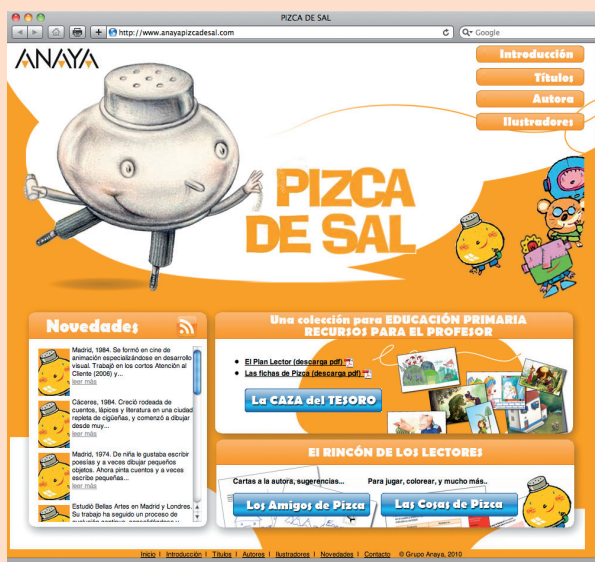 PIZCA DE SAL
http://www.anayapizcadesal.com
Google
ANAYA
Introducción
Títulos
Autora
Ilustradores
PIZCA
DE SAL
Novedades
Madrid, 1984. Se formó en cine de
animación especializándose en desarrollo
visual. Trabajó en los cortos Atención al
Cliente (2006) y...
leer más
Cáceres, 1984. Creció rodeada de
cuentos, lápices y literatura en una ciudad
repleta de cigüeñas, y comenzó a dibujar
desde muy...
leer más
Madrid, 1974. De niña le gustaba escribir
poesías y a veces dibujar pequeños
objetos. Ahora pinta cuentos y a veces
escribe pequeñas...
leer más
Estudió Bellas Artes en Madrid y Londres.
Su trabajo ha seguido un proceso de
Una colección para EDUCACIÓN PRIMARIA
RECURSOS PARA EL PROFESOR
El Plan Lector (descarga pdf)
Las fichas de Pizca (descarga pdf)
La CAZA del TESORO
El RINCÓN DE LOS LECTORES
Cartas a la autora, sugerencias...
Los Amigos de Pizca
Para jugar, colorear, y mucho más..
Las Cosas de Pizca
Inicio I Introducción I Títulos I Autores I Ilustradores I Novedades I Contacto © Grupo Anaya, 2010